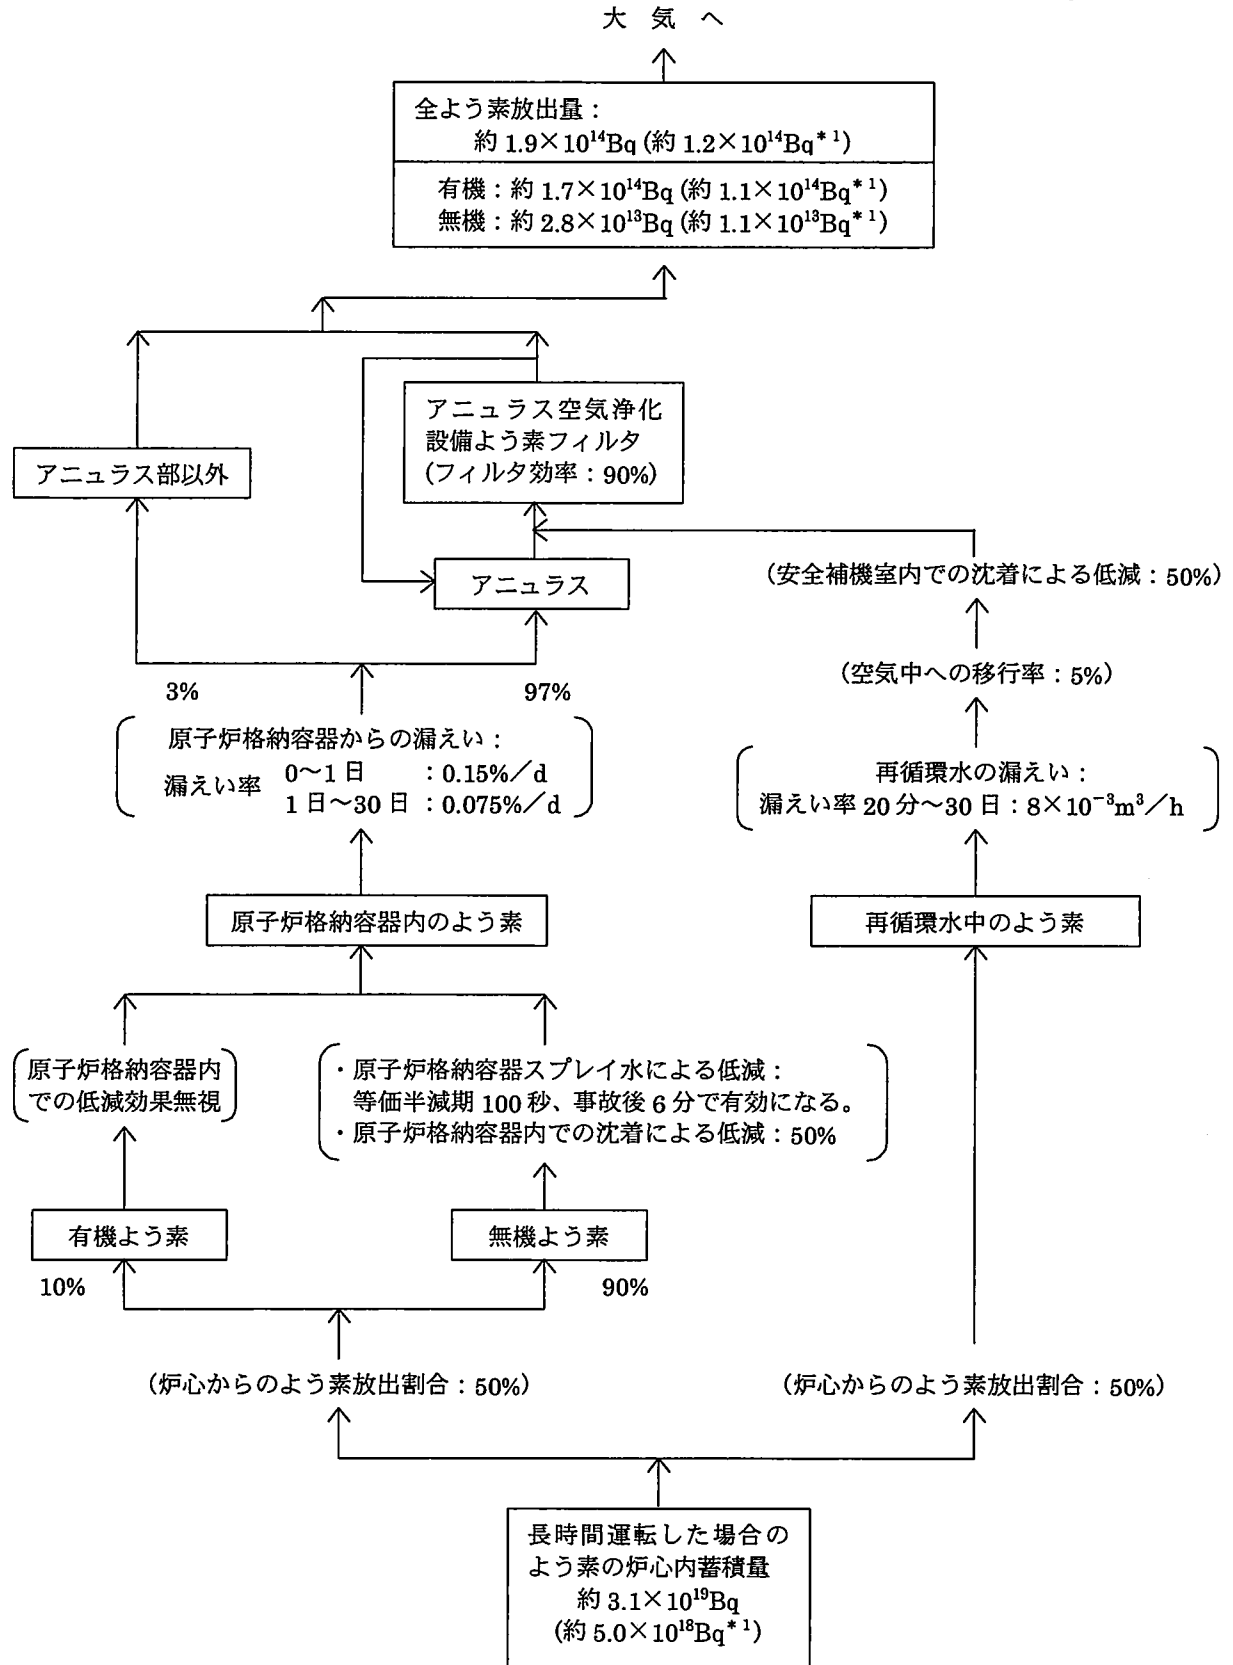 大気へ
全よう素放出量：
約 1.9×10¹⁴Bq (約 1.2×10¹⁴Bq*¹)
有機：約 1.7×10¹⁴Bq (約 1.1×10¹⁴Bq*¹)
無機：約 2.8×10¹³Bq (約 1.1×10¹³Bq*¹)
アニュラス空気浄化
設備よう素フィルタ
(フィルタ効率：90%)
アニュラス部以外
アニュラス
(安全補機室内での沈着による低減：50%)
(空気中への移行率：5%)
3%
97%
原子炉格納容器からの漏えい：
漏えい率 0～1日 ：0.15%／d
1日～30日：0.075%／d
再循環水の漏えい：
漏えい率 20分～30日：8×10⁻³m³／h
原子炉格納容器内のよう素
再循環水中のよう素
原子炉格納容器内
での低減効果無視
・原子炉格納容器スプレイ水による低減：
等価半減期 100秒、事故後6分で有効になる。
・原子炉格納容器内での沈着による低減：50%
有機よう素
無機よう素
10%
90%
(炉心からのよう素放出割合：50%)
(炉心からのよう素放出割合：50%)
長時間運転した場合の
よう素の炉心内蓄積量
約 3.1×10¹⁹Bq
(約 5.0×10¹⁸Bq*¹)